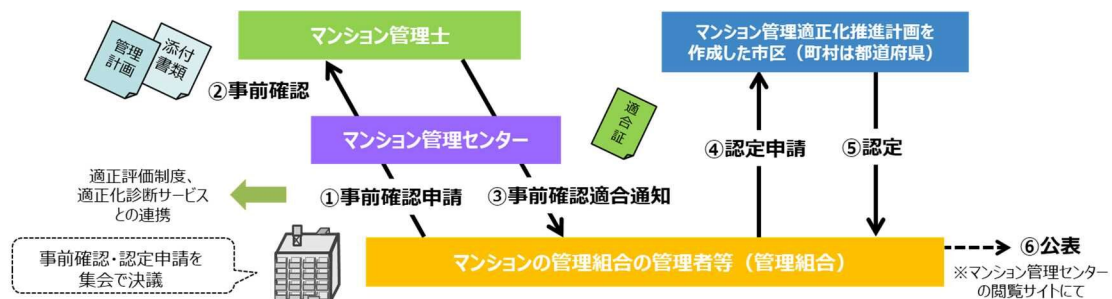 マンション管理士
マンション管理適正化推進計画を
作成した市区（町村は都道府県）
管理
計画
添付
書類
②事前確認
マンション管理センター
適合証
④認定申請
⑤認定
適正評価制度、
適正化診断サービス
との連携
①事前確認申請
③事前確認適合通知
事前確認・認定申請を
集会で決議
マンションの管理組合の管理者等（管理組合）
⑥公表
※マンション管理センター
の閲覧サイトにて